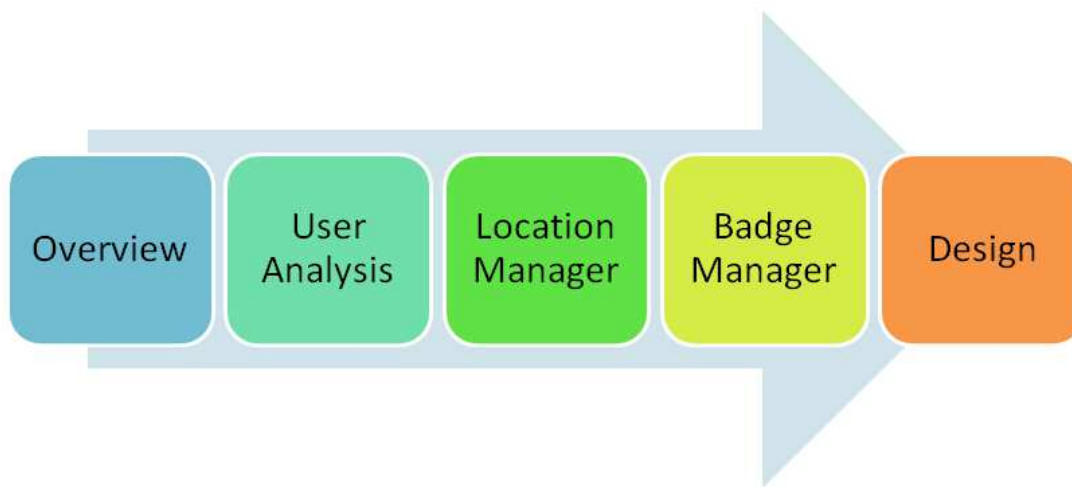 Overview
User
Analysis
Location
Manager
Badge
Manager
Design